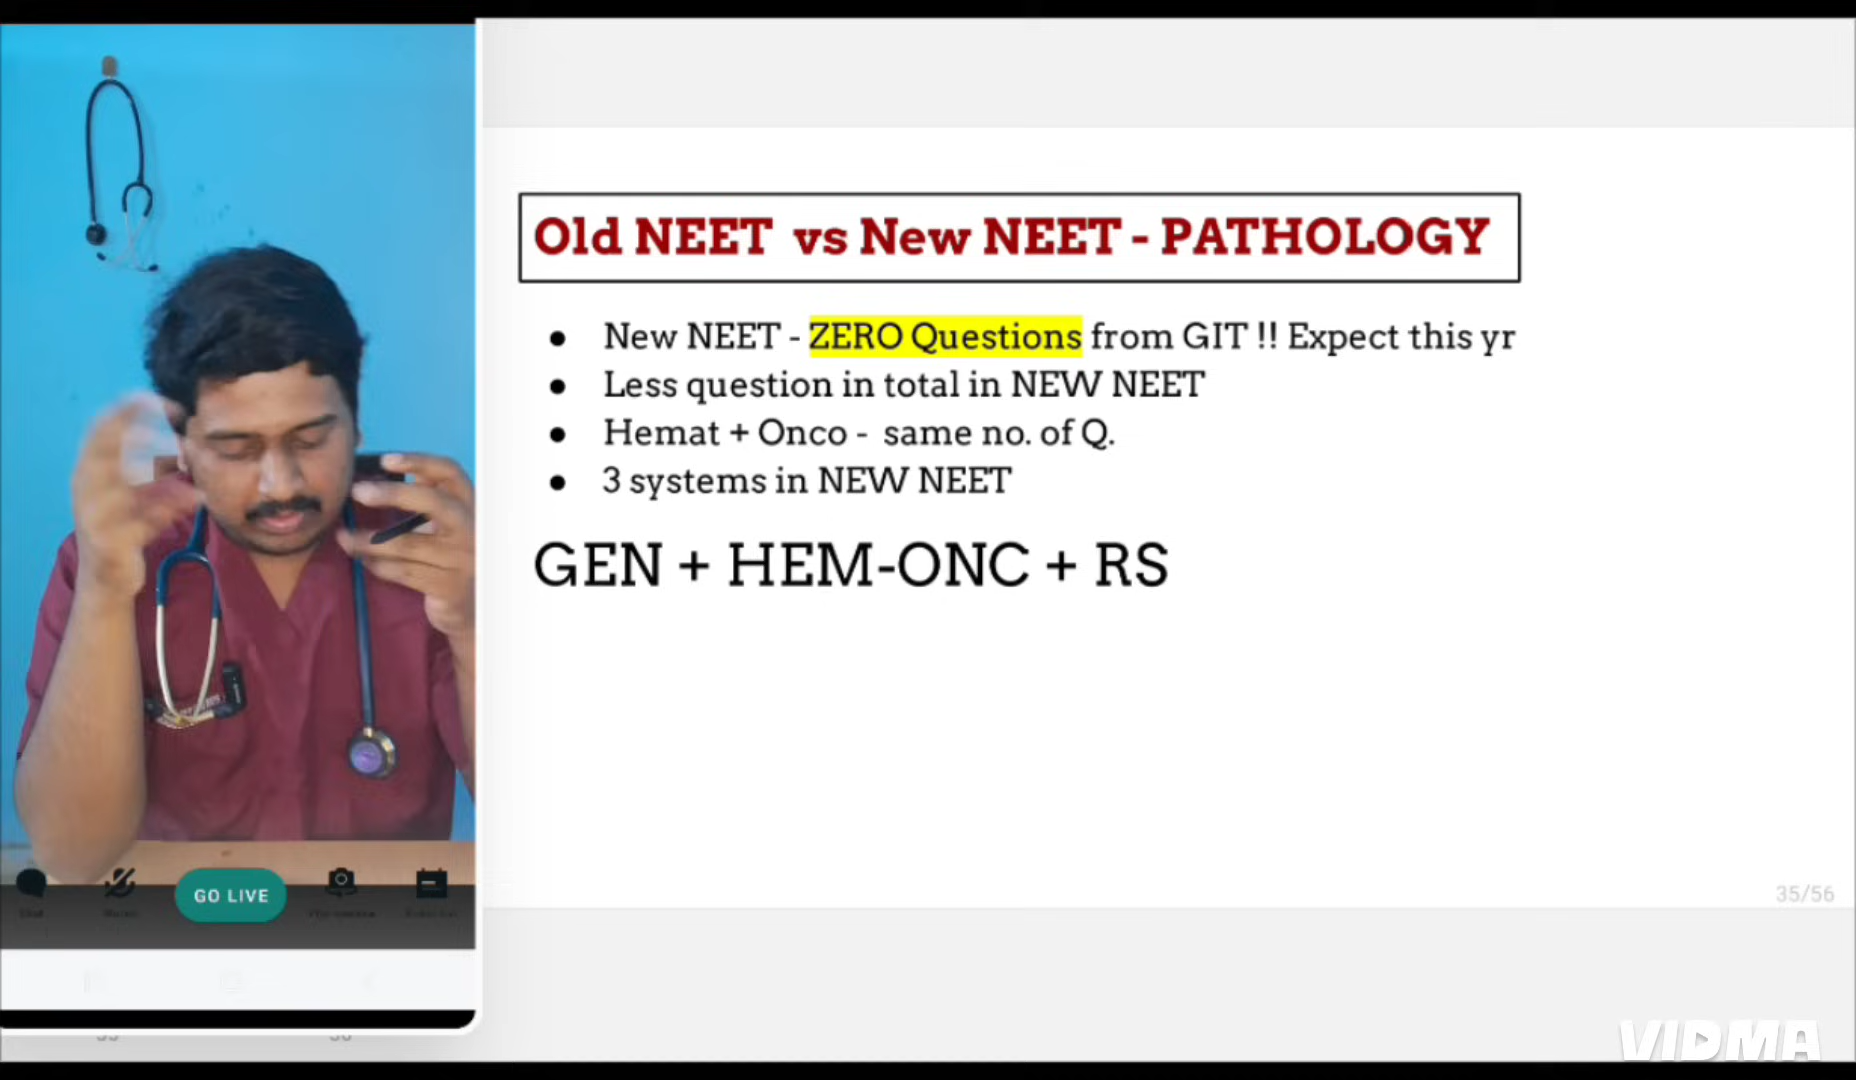 Old NEET vs New NEET - PATHOLOGY
● New NEET - ZERO Questions from GIT !! Expect this yr
● Less question in total in NEW NEET
● Hemat + Onco - same no. of Q.
● 3 systems in NEW NEET
GEN + HEM-ONC + RS
35/56
GO LIVE
VIDMA